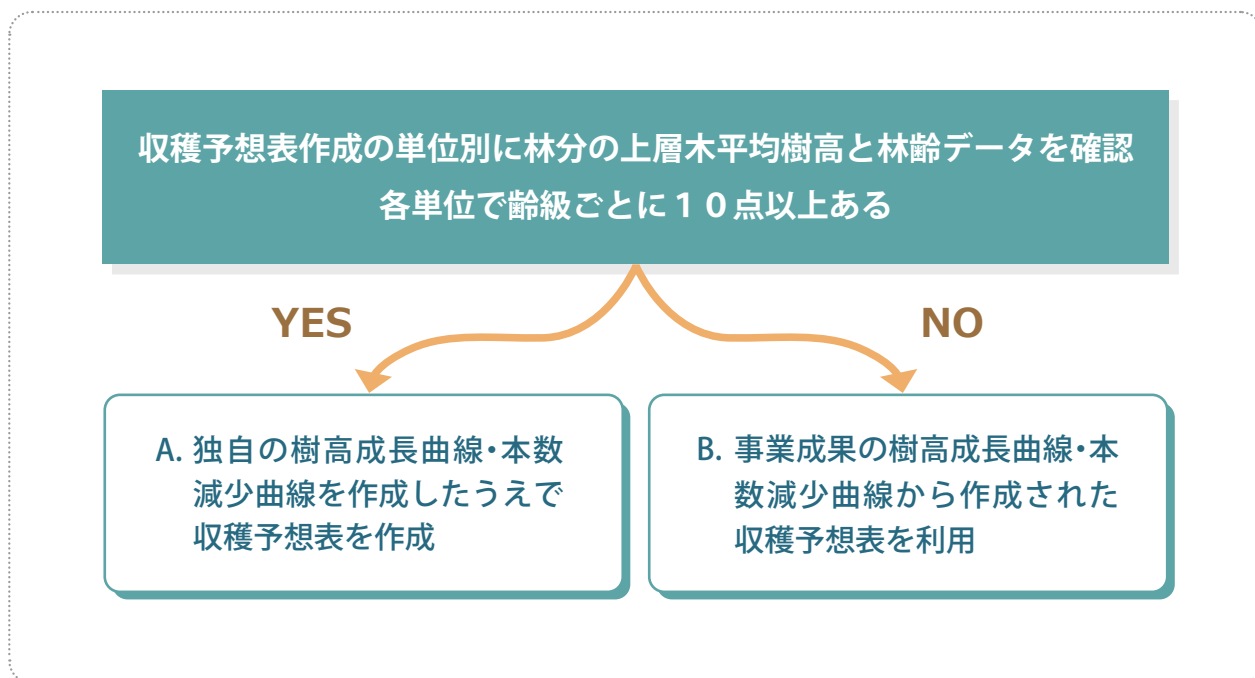 収穫予想表作成の単位別に林分の上層木平均樹高と林齢データを確認
各単位で齢級ごとに１０点以上ある
YES
NO
A. 独自の樹高成長曲線・本数
減少曲線を作成したうえで
収穫予想表を作成
B. 事業成果の樹高成長曲線・本
数減少曲線から作成された
収穫予想表を利用